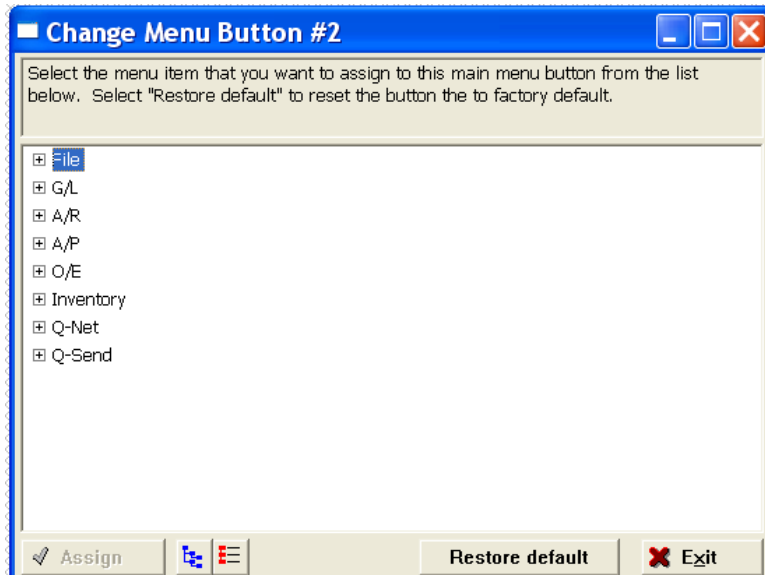 Change Menu Button #2
Select the menu item that you want to assign to this main menu button from the list
below.  Select "Restore default" to reset the button the to factory default.
File
G/L
A/R
A/P
O/E
Inventory
Q-Net
Q-Send
Assign
Restore default
Exit